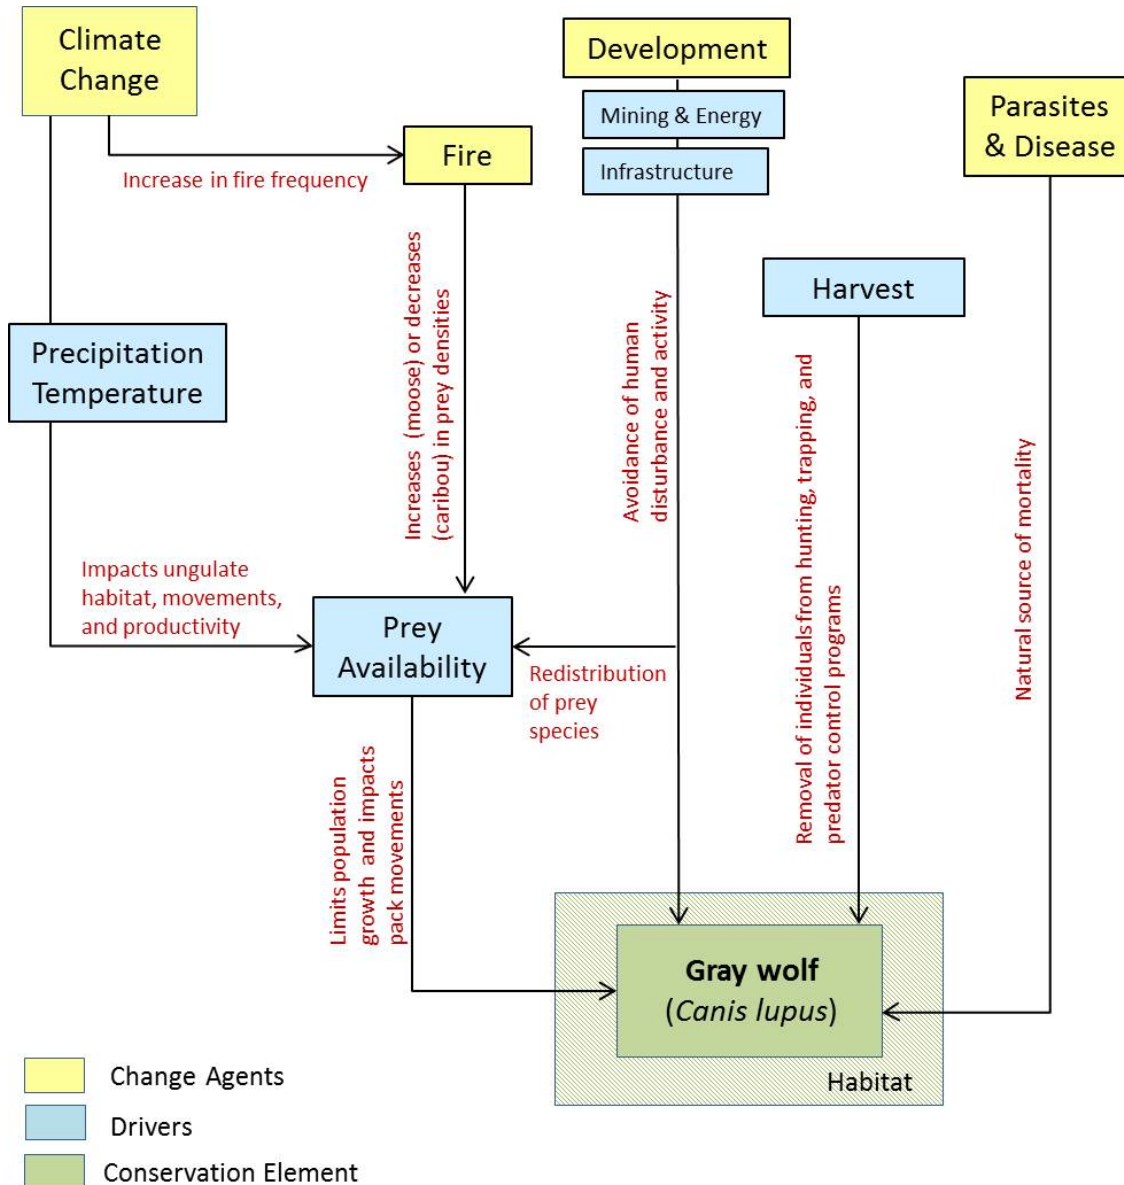 Climate
Change
Development
Mining & Energy
Infrastructure
Parasites
& Disease
Fire
Increase in fire frequency
Harvest
Precipitation
Temperature
Increases (moose) or decreases
(caribou) in prey densities
Avoidance of human
disturbance and activity
Removal of individuals from hunting, trapping, and
predator control programs
Natural source of mortality
Impacts ungulate
habitat, movements,
and productivity
Prey
Availability
Redistribution
of prey
species
Limits population
growth and impacts
pack movements
Gray wolf
(Canis lupus)
Habitat
Change Agents
Drivers
Conservation Element